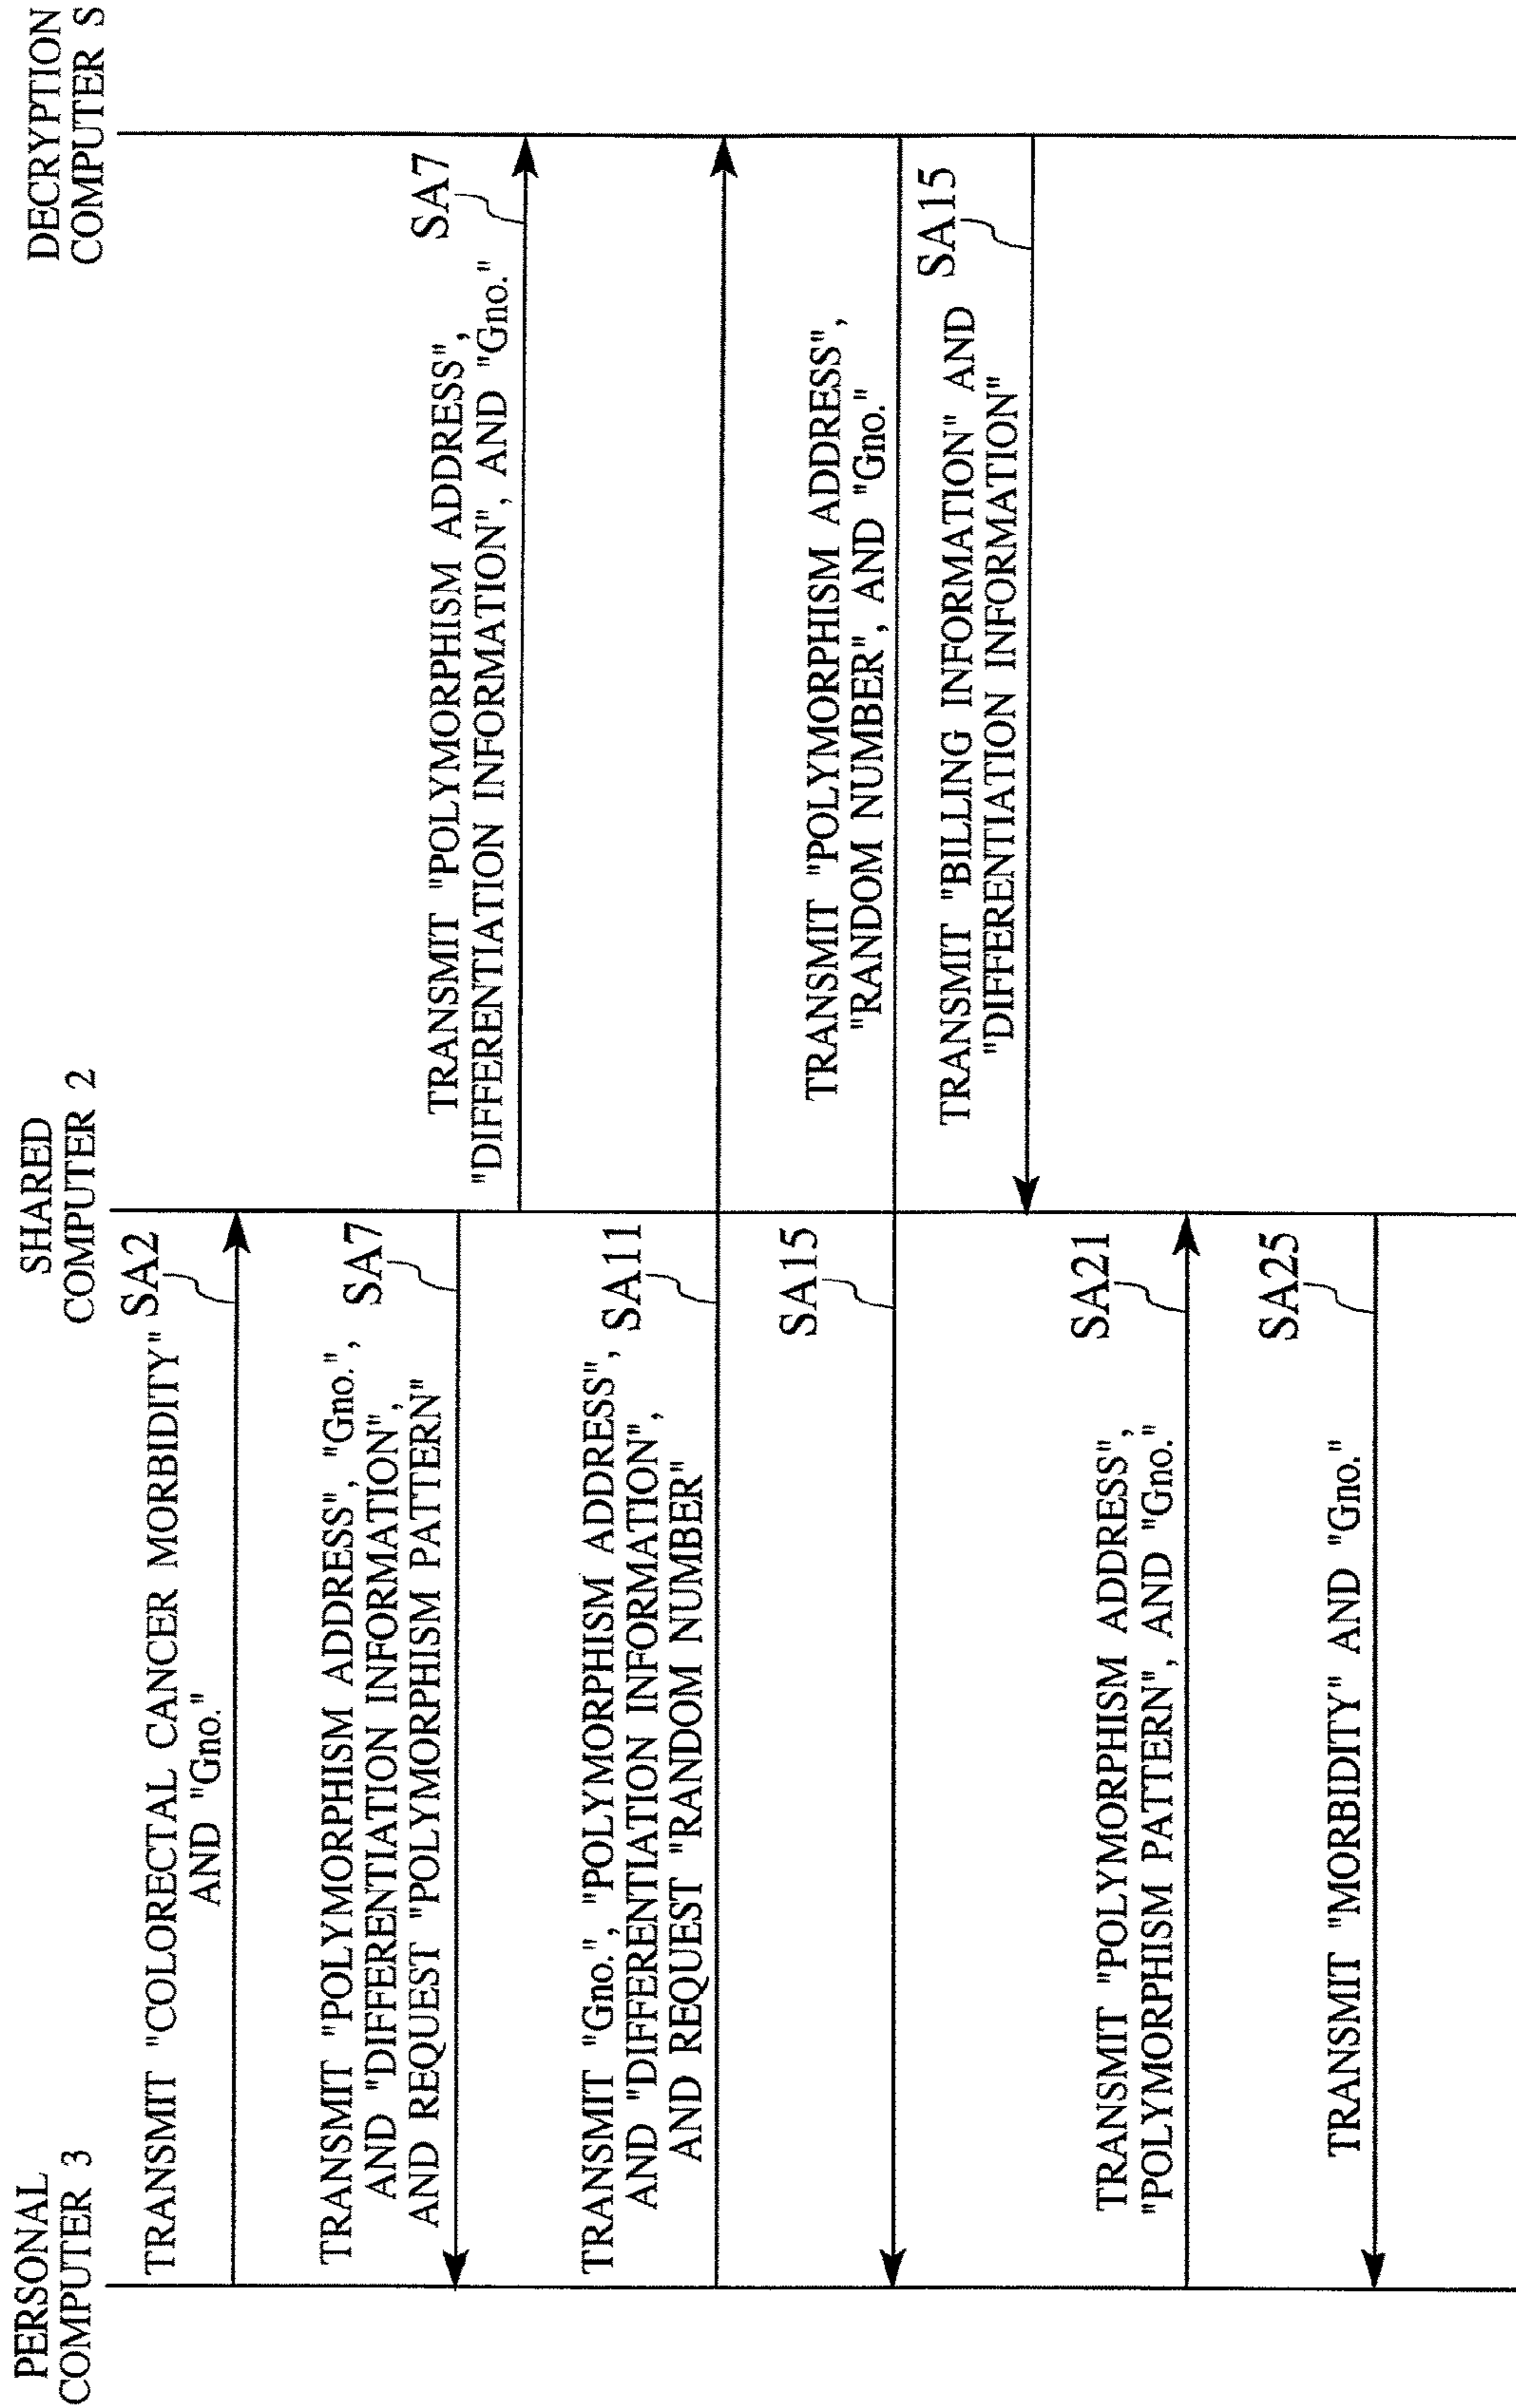 PERSONAL
COMPUTER 3
SHARED
COMPUTER 2
DECRYPTION
COMPUTER S
TRANSMIT "COLORECTAL CANCER MORBIDITY"
AND "Gno."
SA2
TRANSMIT "POLYMORPHISM ADDRESS", "Gno.",
AND "DIFFERENTIATION INFORMATION",
AND REQUEST "POLYMORPHISM PATTERN"
SA7
TRANSMIT "POLYMORPHISM ADDRESS",
"DIFFERENTIATION INFORMATION", AND "Gno."
SA7
TRANSMIT "Gno.", "POLYMORPHISM ADDRESS",
AND "DIFFERENTIATION INFORMATION",
AND REQUEST "RANDOM NUMBER"
SA11
TRANSMIT "POLYMORPHISM ADDRESS",
"RANDOM NUMBER", AND "Gno."
SA15
TRANSMIT "BILLING INFORMATION" AND
"DIFFERENTIATION INFORMATION"
SA15
TRANSMIT "POLYMORPHISM ADDRESS",
"POLYMORPHISM PATTERN", AND "Gno."
SA21
TRANSMIT "MORBIDITY" AND "Gno."
SA25